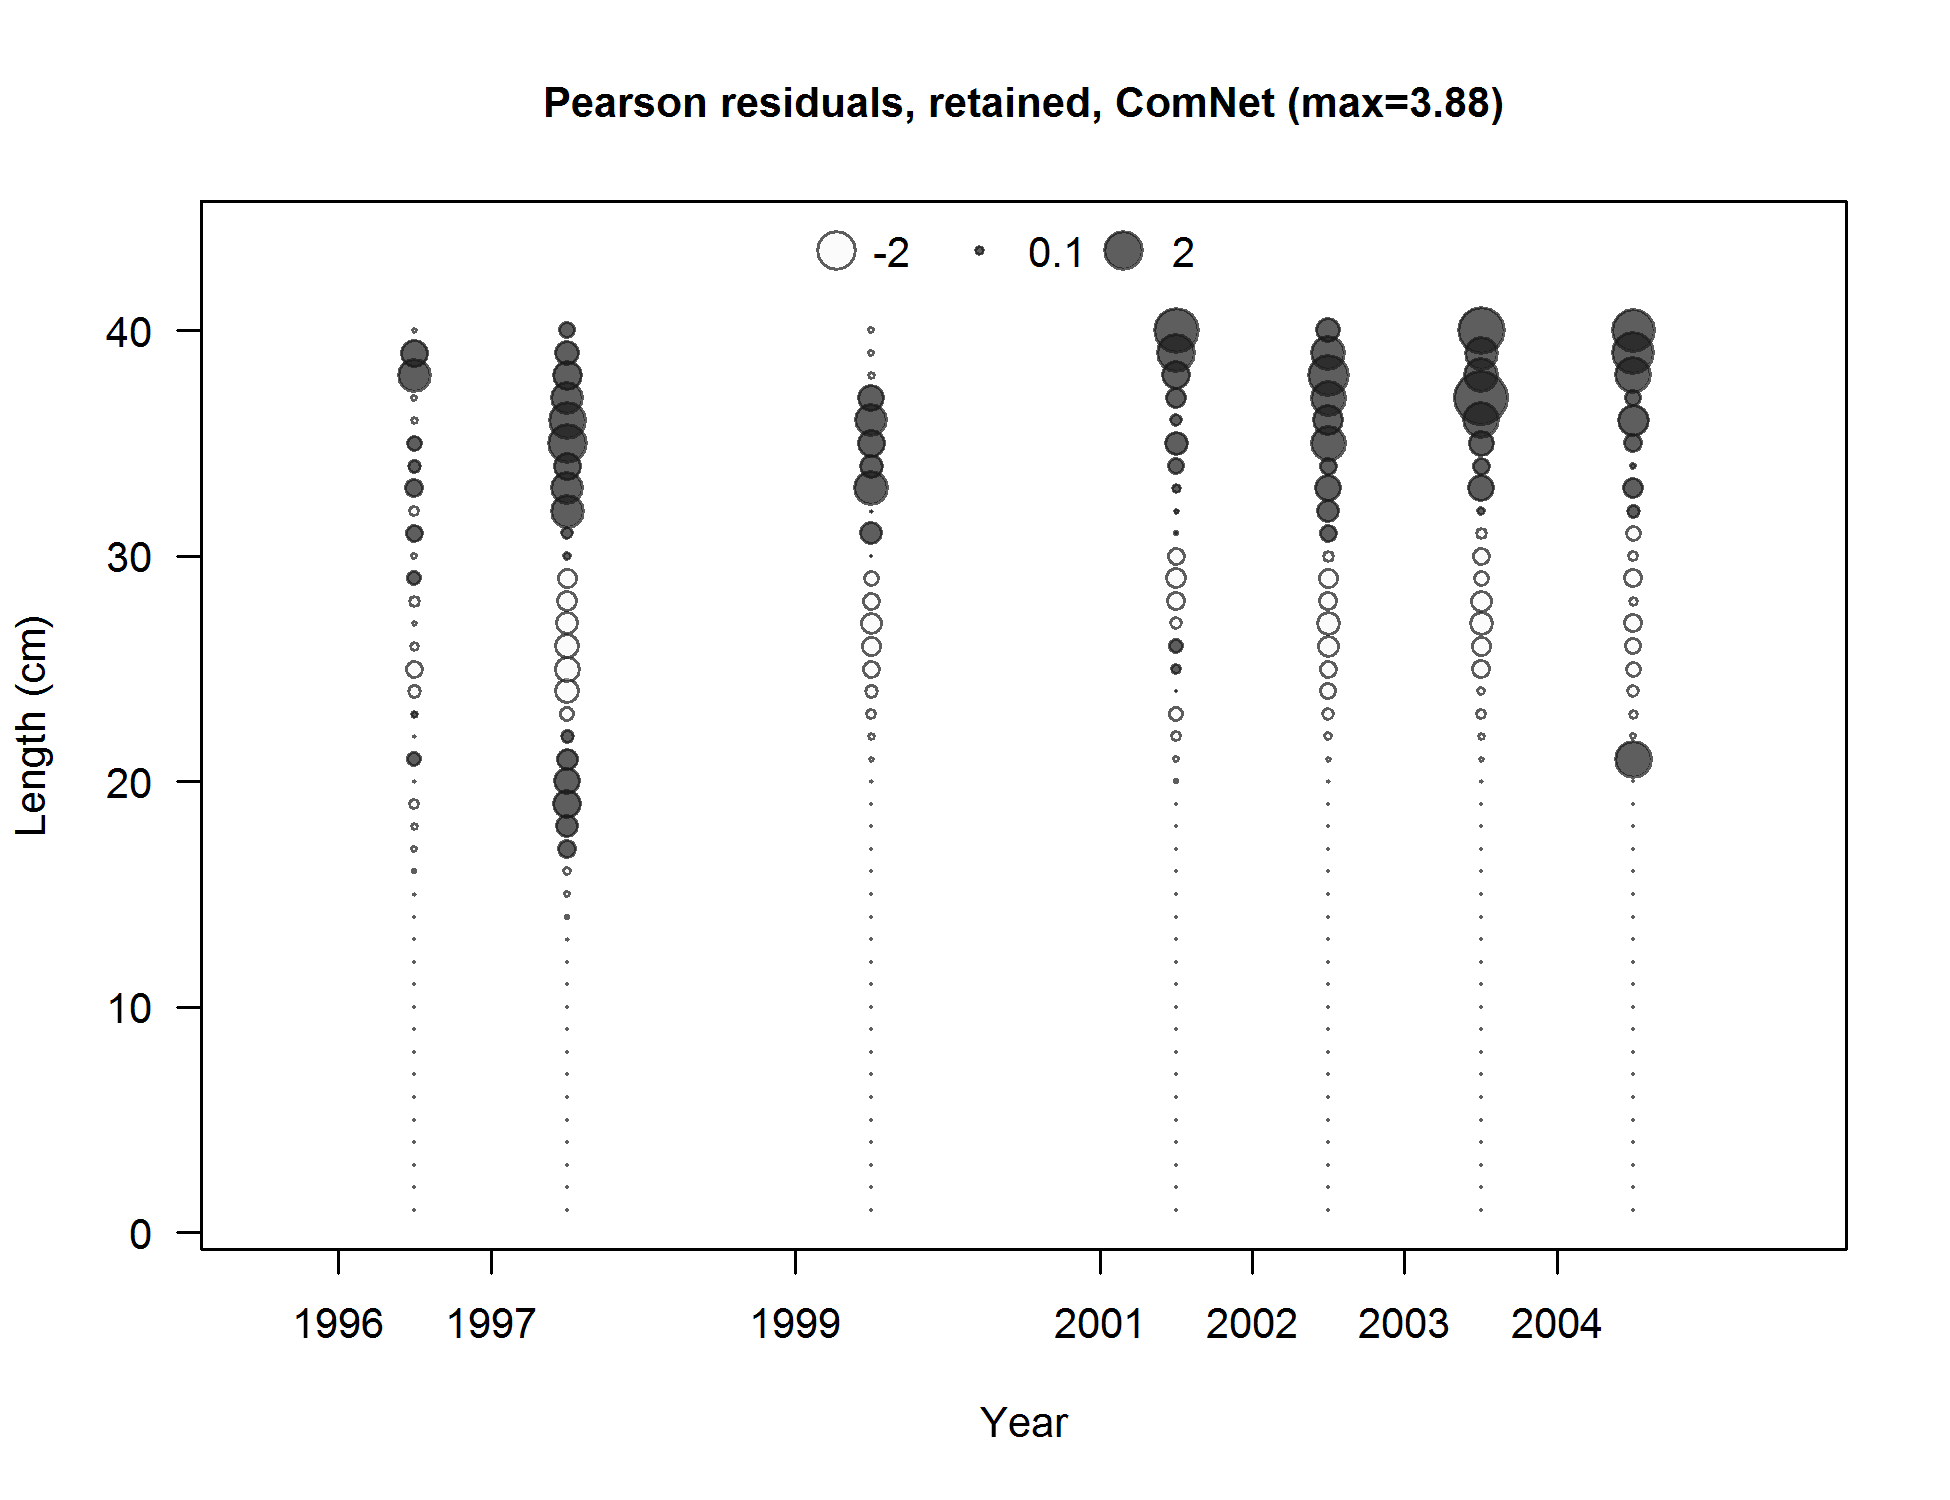 Pearson residuals, retained, ComNet (max=3.88)
-2 0.1 2
40
30
20
10
0
Length (cm)
1996 1997 1999 2001 2002 2003 2004
Year